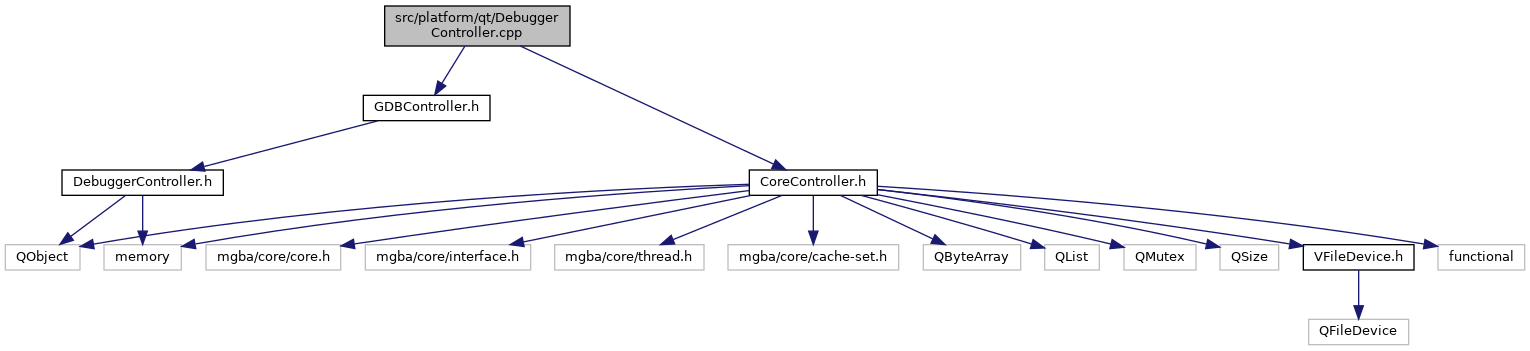 src/platform/qt/Debugger
Controller.cpp
GDBController.h
DebuggerController.h
CoreController.h
QObject
memory
mgba/core/core.h
mgba/core/interface.h
mgba/core/thread.h
mgba/core/cache-set.h
QByteArray
QList
QMutex
QSize
VFileDevice.h
functional
QFileDevice